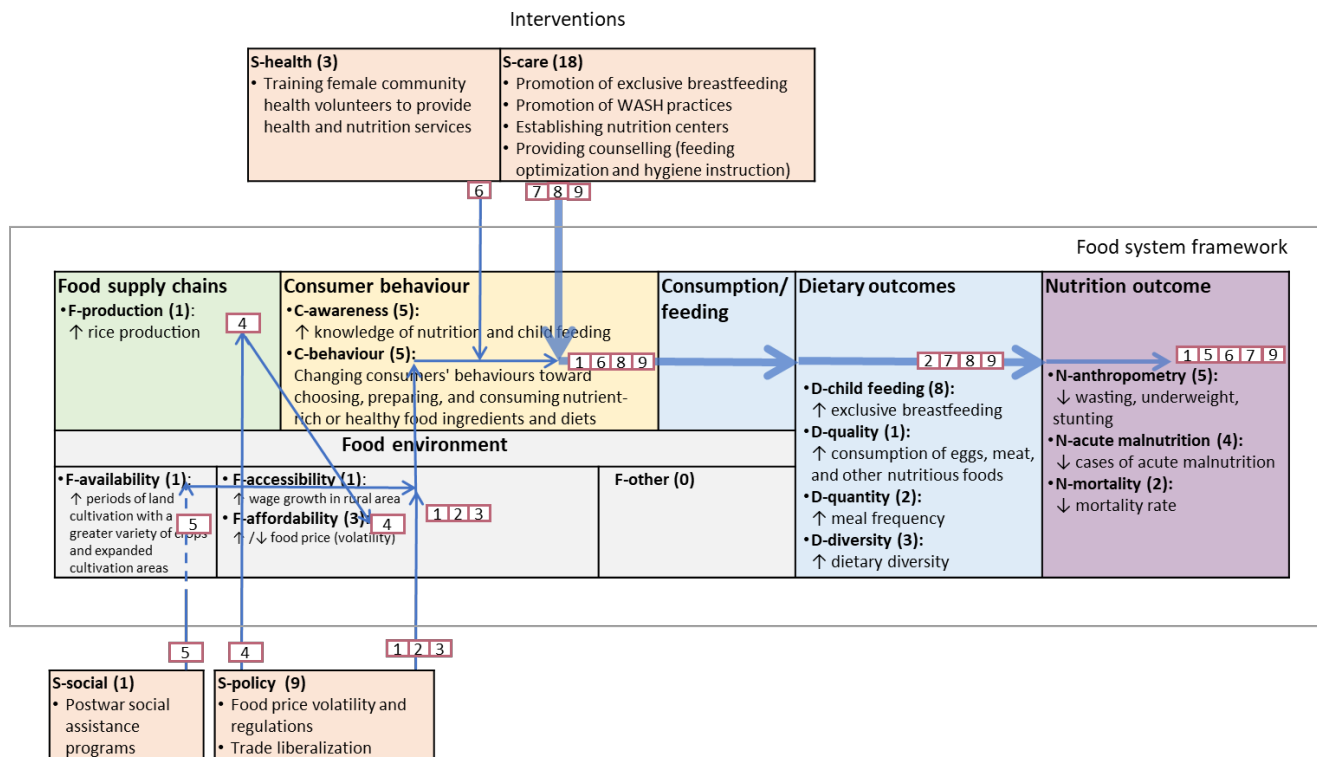 Interventions
S-health (3)
• Training female community
health volunteers to provide
health and nutrition services
S-care (18)
• Promotion of exclusive breastfeeding
• Promotion of WASH practices
• Establishing nutrition centers
• Providing counselling (feeding
optimization and hygiene instruction)
6
7 8 9
Food system framework
Food supply chains
•F-production (1):
↑ rice production
4
Consumer behaviour
•C-awareness (5):
↑ knowledge of nutrition and child feeding
•C-behaviour (5):
Changing consumers' behaviours toward
choosing, preparing, and consuming nutrient-
rich or healthy food ingredients and diets
1 6 8 9
Consumption/
feeding
Dietary outcomes
2 7 8 9
•D-child feeding (8):
↑ exclusive breastfeeding
•D-quality (1):
↑ consumption of eggs, meat,
and other nutritious foods
•D-quantity (2):
↑ meal frequency
•D-diversity (3):
↑ dietary diversity
Nutrition outcome
1 5 6 7 9
•N-anthropometry (5):
↓ wasting, underweight,
stunting
•N-acute malnutrition (4):
↓ cases of acute malnutrition
•N-mortality (2):
↓ mortality rate
Food environment
•F-availability (1):
↑ periods of land
cultivation with a
greater variety of crops
and expanded
cultivation areas
5
•F-accessibility (1):
↑ wage growth in rural area
•F-affordability (3):
↑ /↓ food price (volatility)
4
1 2 3
F-other (0)
5
4
1 2 3
S-social (1)
• Postwar social
assistance
programs
S-policy (9)
• Food price volatility and
regulations
• Trade liberalization